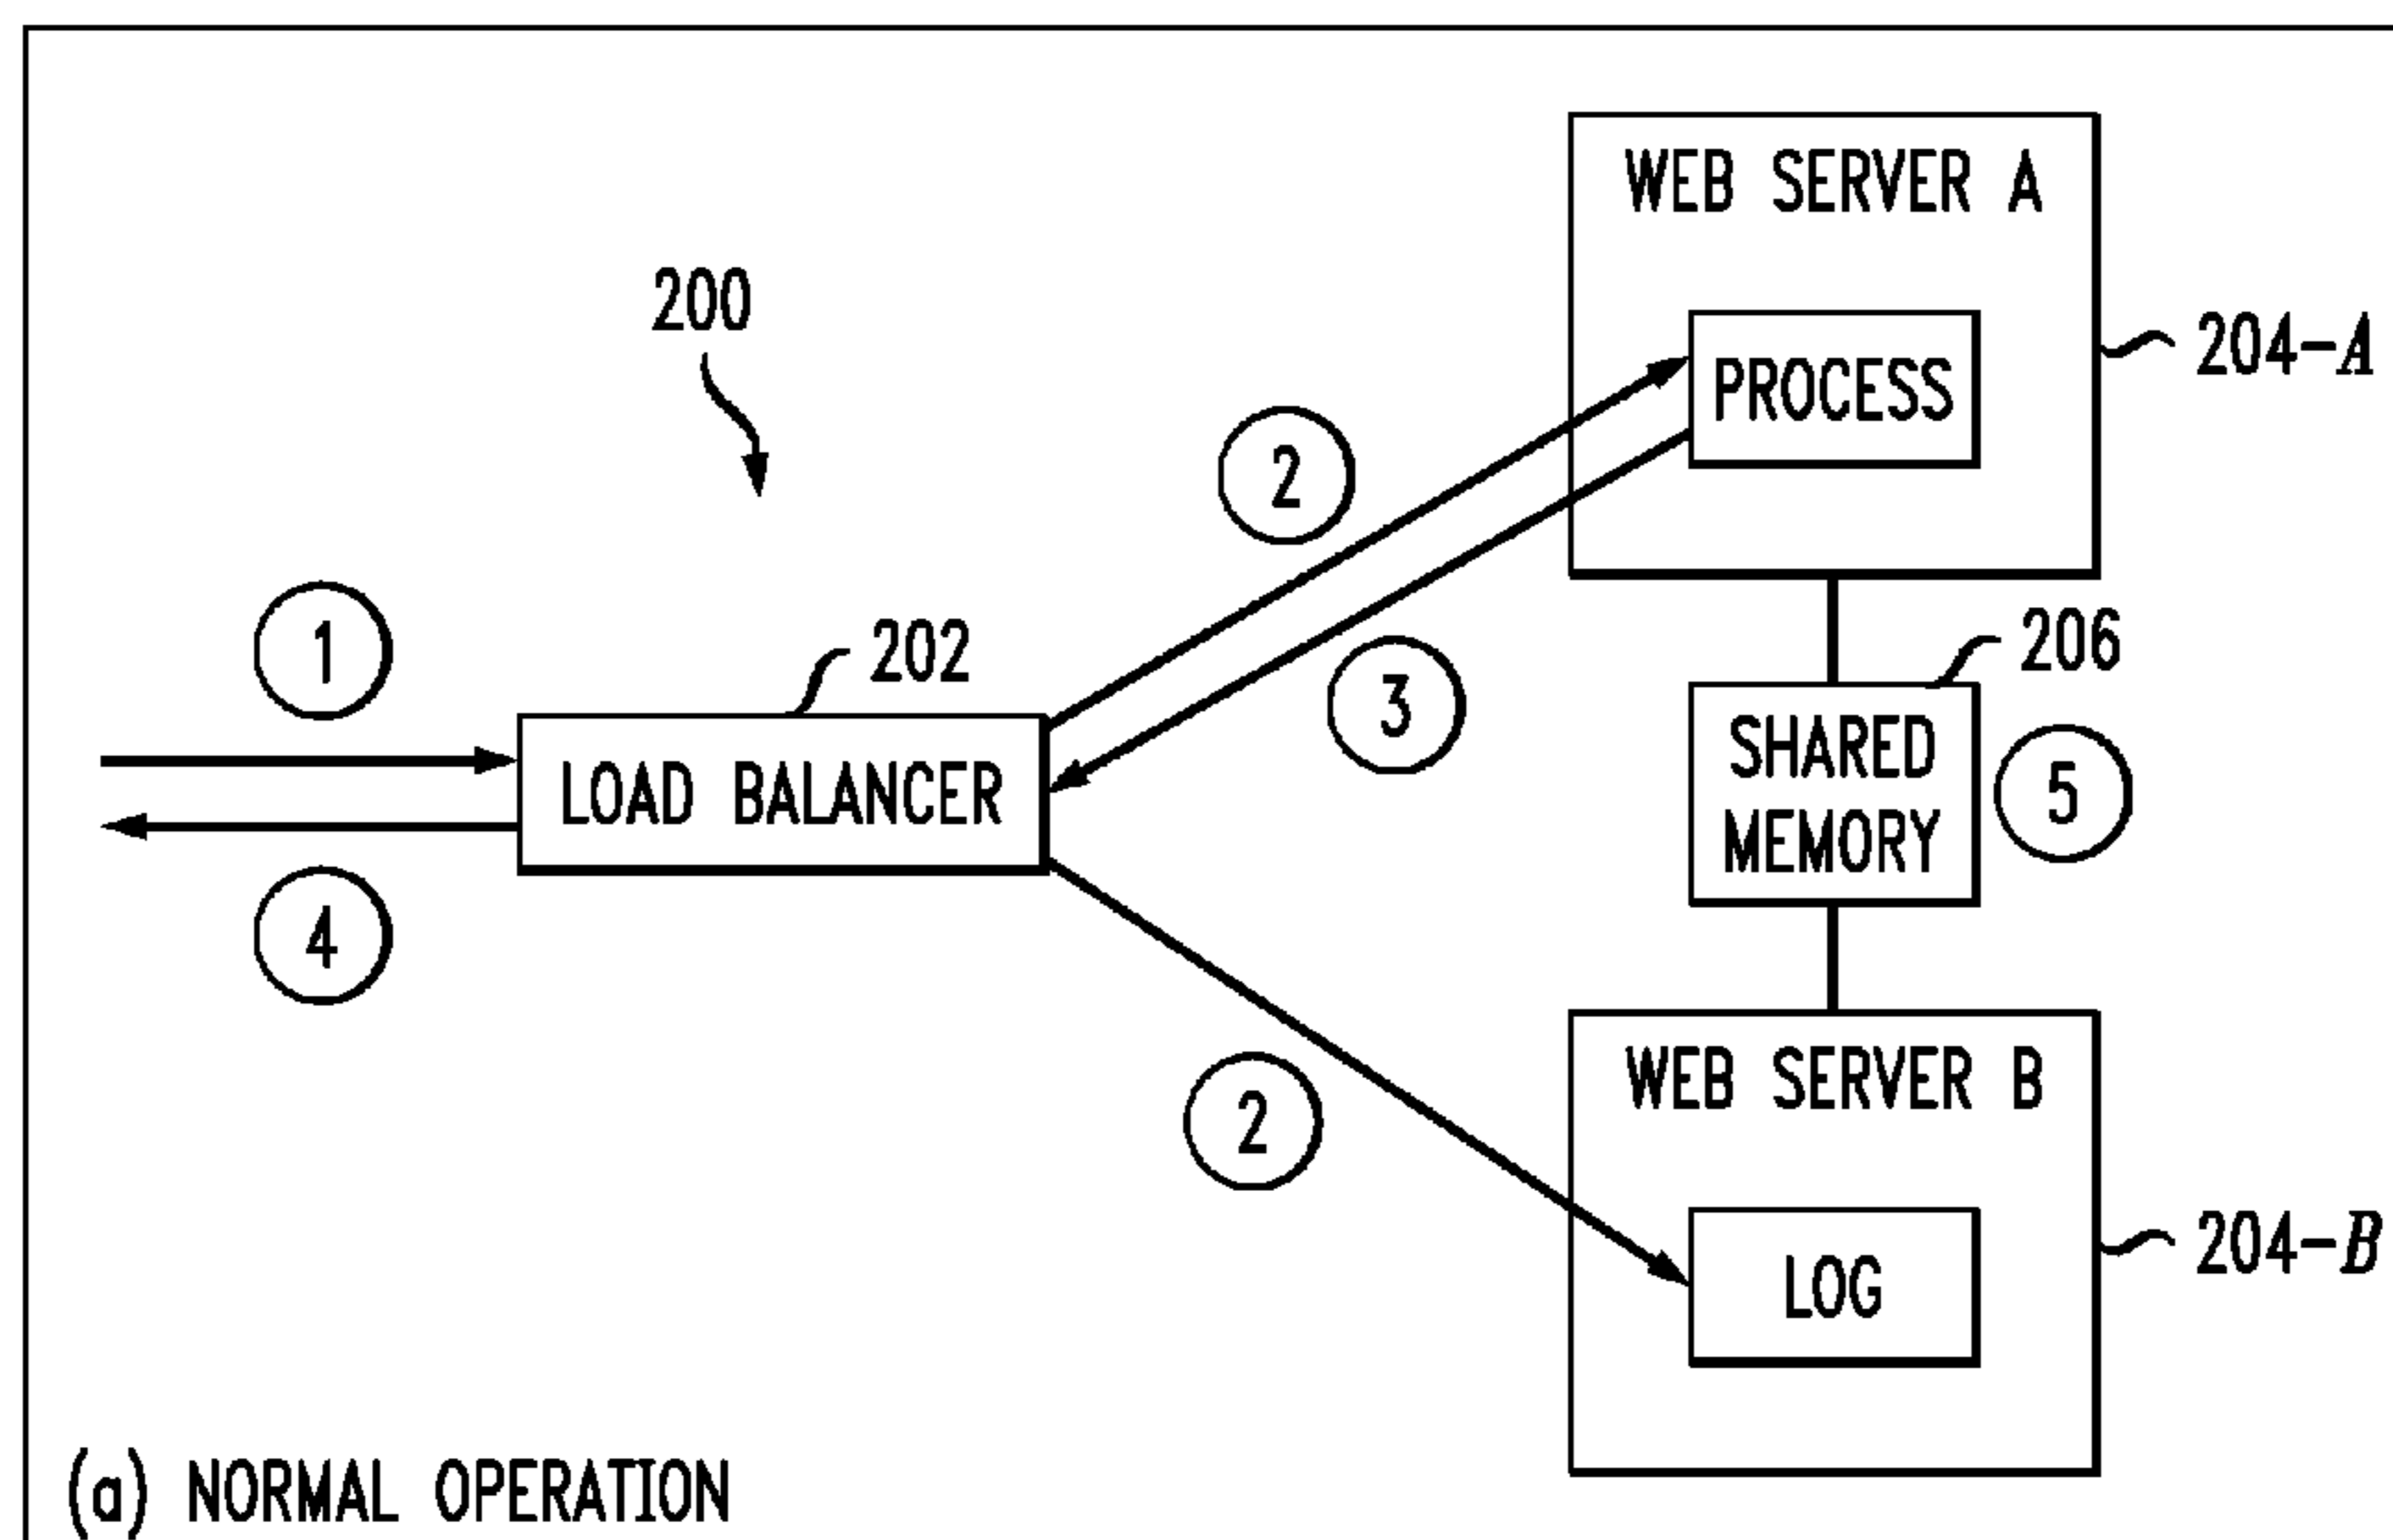 WEB SERVER A
200
204-A
PROCESS
2
1
202
206
3
SHARED
MEMORY
5
LOAD BALANCER
4
WEB SERVER B
2
204-B
LOG
(a) NORMAL OPERATION